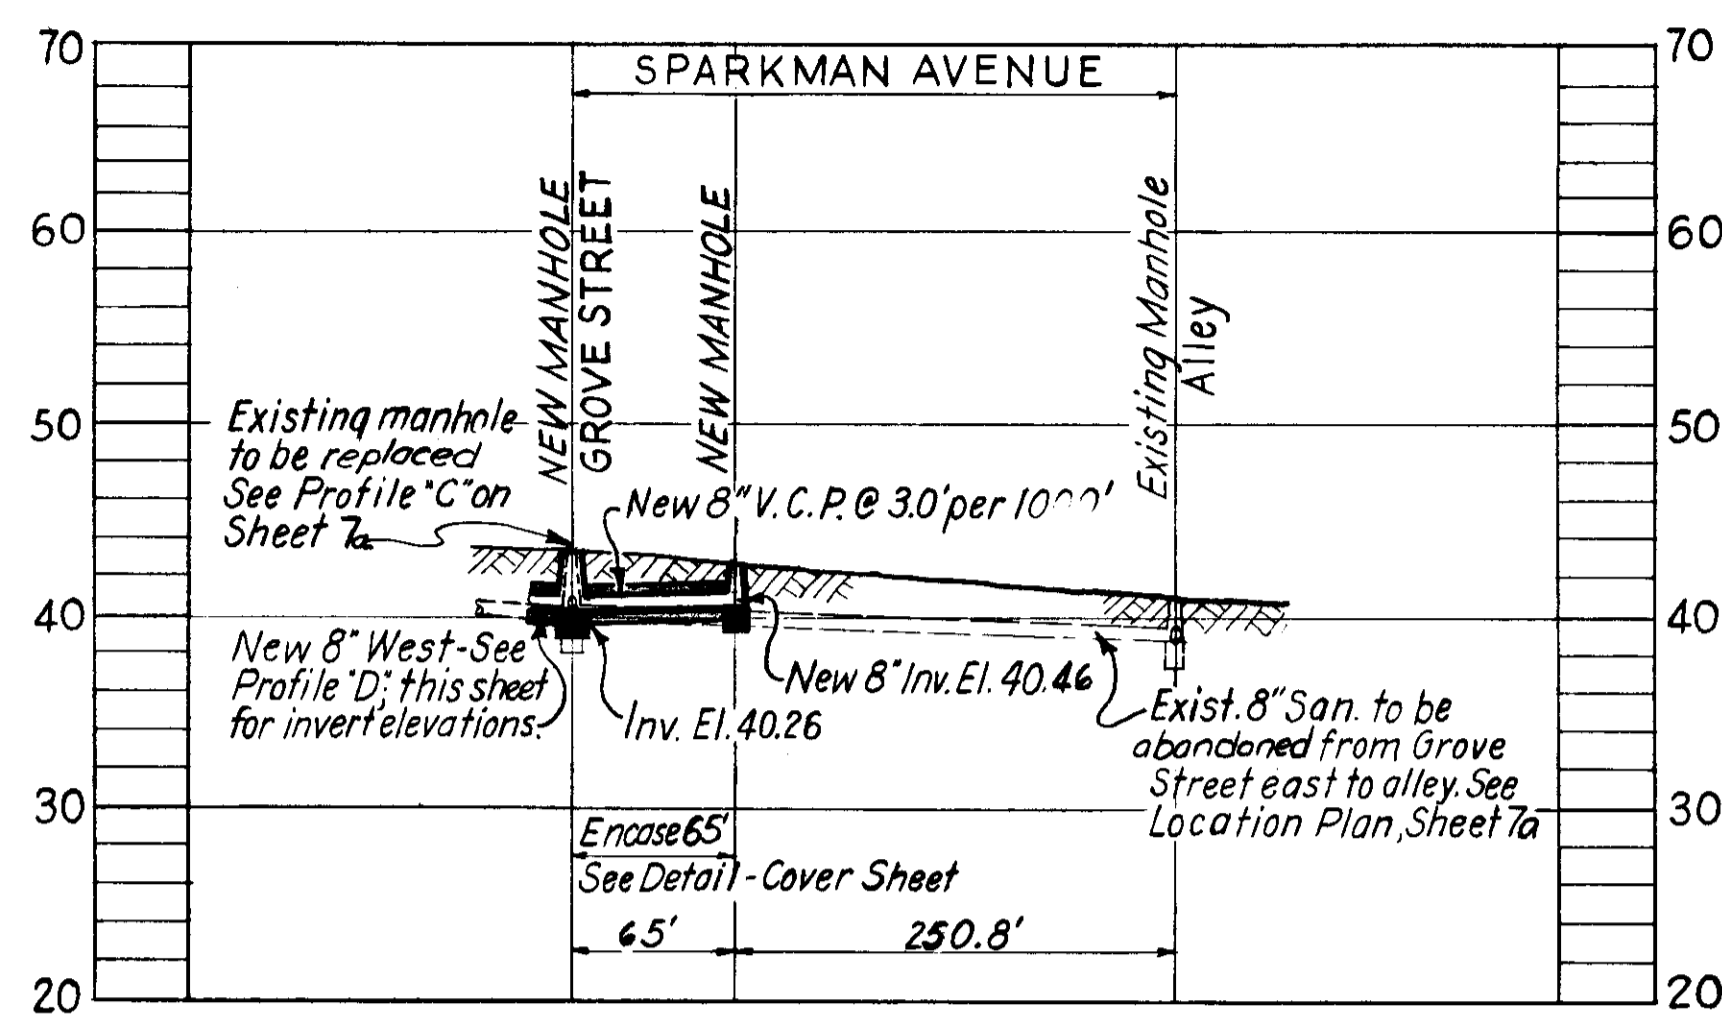 70
70
SPARKMAN AVENUE
60
60
NEW MANHOLE
GROVE STREET
NEW MANHOLE
Existing Manhole
Alley
50
50
Existing manhole
to be replaced
See Profile "C" on
Sheet 7a
New 8" V.C.P. @ 3.0' per 1000'
40
40
New 8" West-See
Profile "D", this sheet
for invert elevations.
Inv. El. 40.26
New 8" Inv. El. 40.46
Exist. 8" San. to be
abandoned from Grove
Street east to alley. See
Location Plan, Sheet 7a
30
30
Encase 65'
See Detail - Cover Sheet
65'
250.8'
20
20